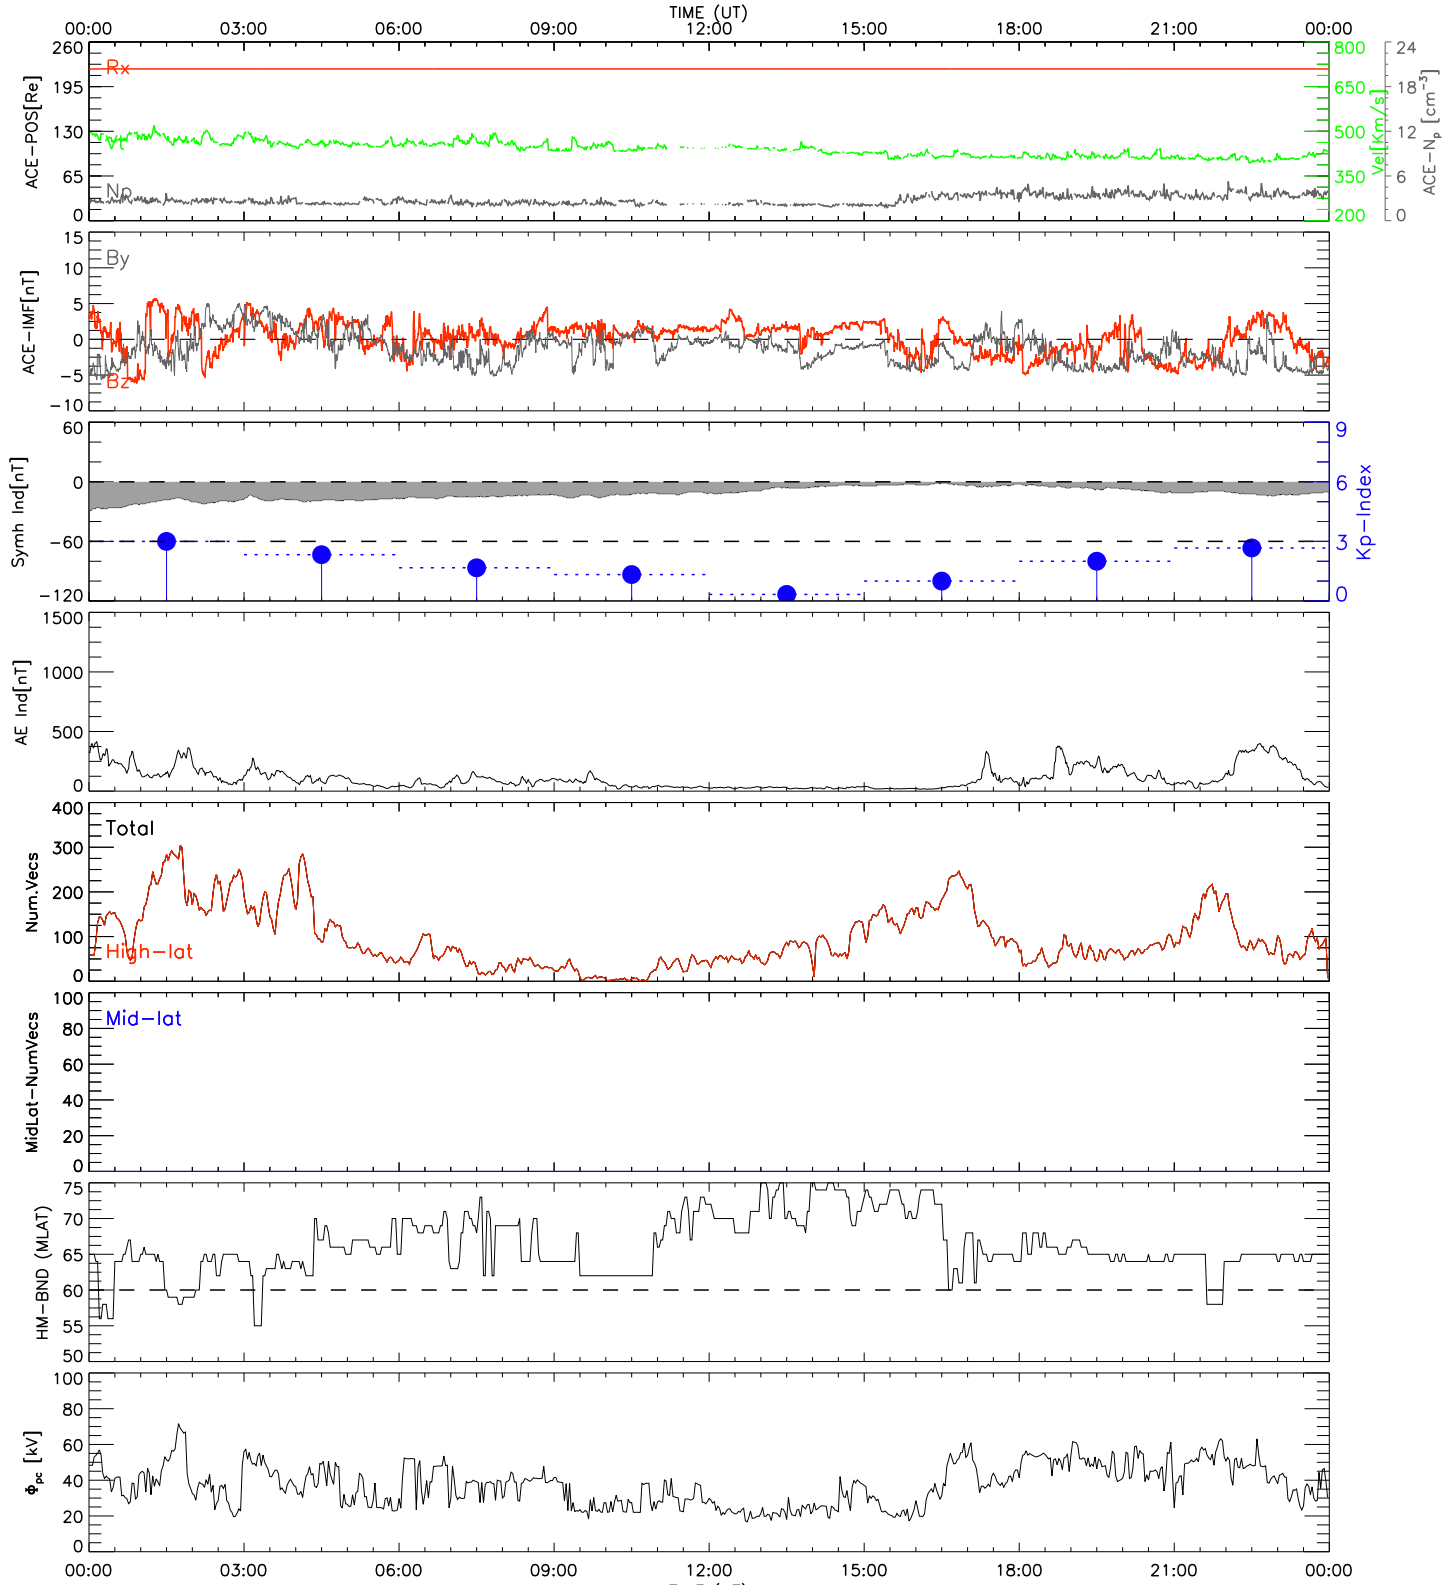 TIME (UT)
00:00 03:00 06:00 09:00 12:00 15:00 18:00 21:00 00:00
ACE-POS[Re]
260
195
130
65
0
Rx
Np
800
650
500
350
200
Vel[Km/s]
24
18
12
6
0
ACE-Np [cm-3]
ACE-IMF[nT]
15
10
5
0
-5
-10
By
Bz
Symh Ind[nT]
60
0
-60
-120
9
6
3
0
Kp-Index
AE Ind[nT]
1500
1000
500
0
Num.Vecs
400
300
200
100
0
Total
High-lat
MidLat-NumVecs
100
80
60
40
20
0
Mid-lat
HM-BND (MLAT)
75
70
65
60
55
50
Φpc [kV]
100
80
60
40
20
0
00:00 03:00 06:00 09:00 12:00 15:00 18:00 21:00 00:00